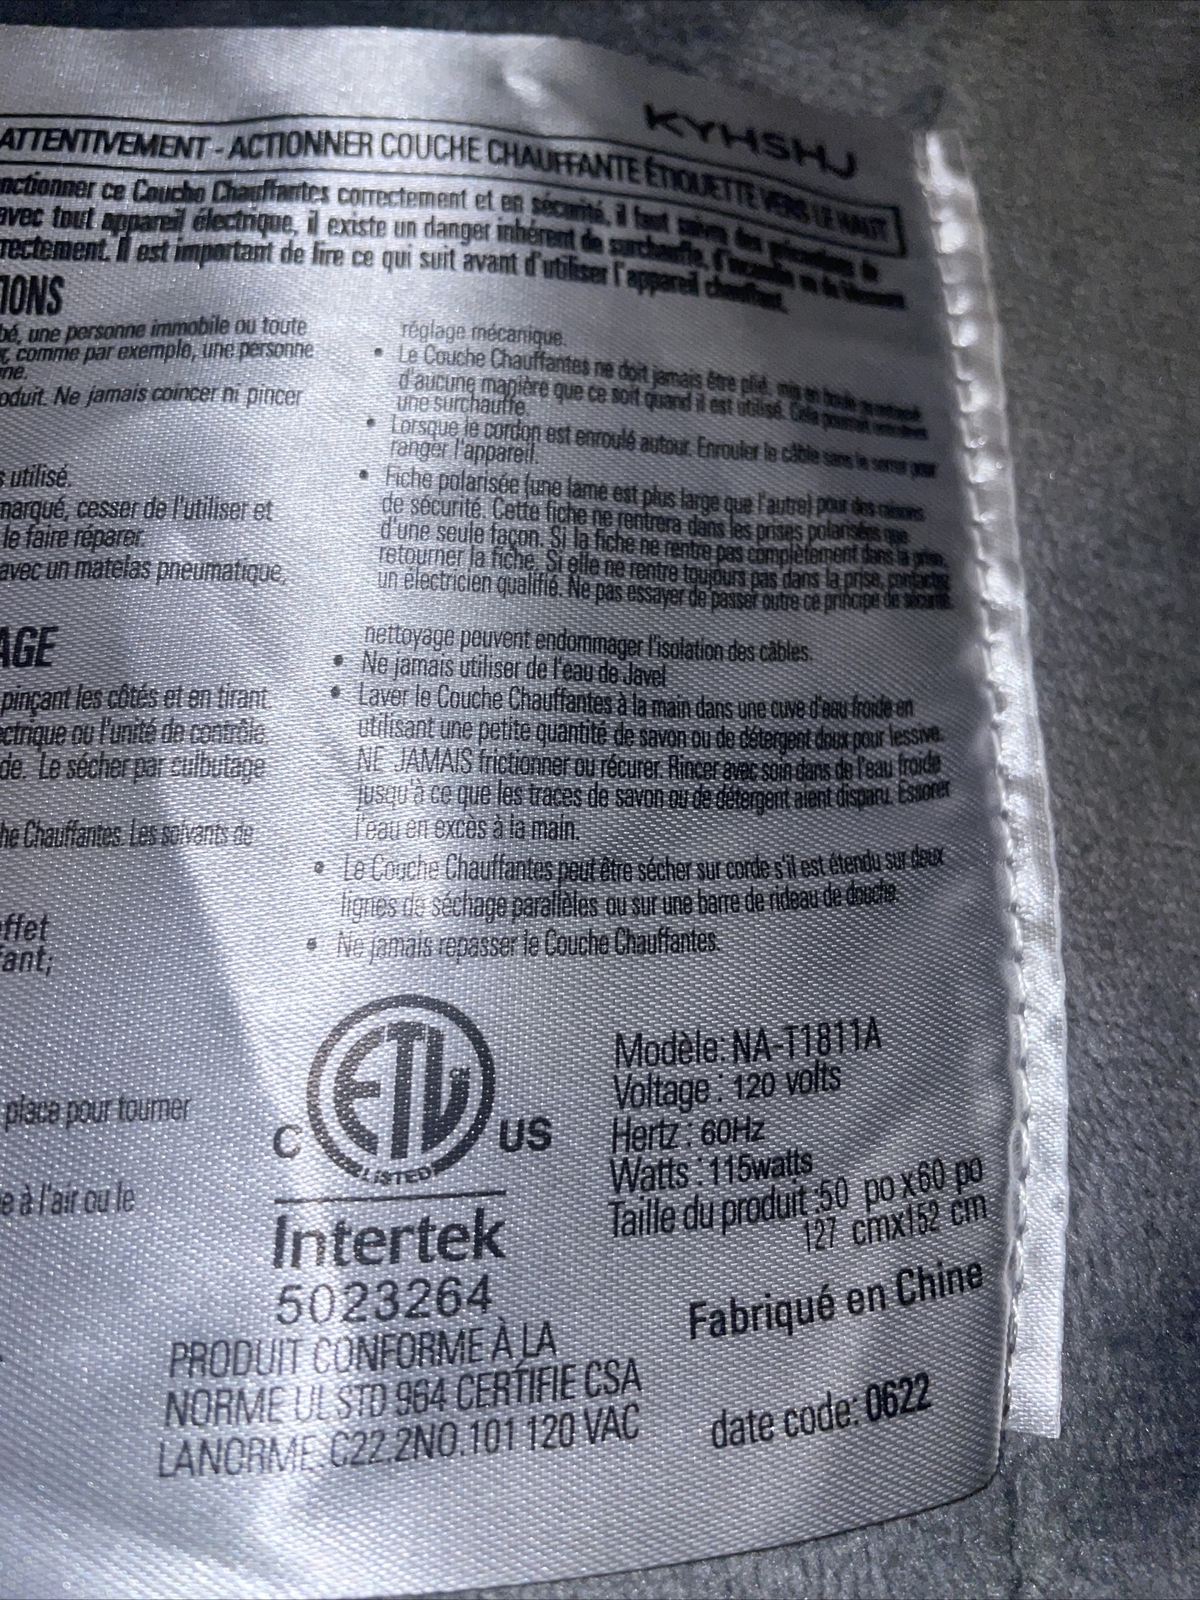 KYHSHJ
ATTENTIVEMENT - ACTIONNER COUCHE CHAUFFANTE ÉTIQUETTE VERS LE HAUT
nctionner ce Couche Chauffantes correctement et en sécurité, il faut suivre des précautions de
avec tout appareil électrique, il existe un danger inhérent de surchauffe, d'incendie ou de
rectement. Il est important de lire ce qui suit avant d'utiliser l'appareil chauffant.
IONS
bé, une personne immobile ou toute
r, comme par exemple, une personne
ne.
oduit. Ne jamais coincer ni pincer
s utilisé.
marqué, cesser de l'utiliser et
le faire réparer.
avec un matelas pneumatique,
réglage mécanique.
• Le Couche Chauffantes ne doit jamais être plié, mis en boule
d'aucune manière que ce soit quand il est utilisé. Cela pourrait
une surchauffe.
• Lorsque le cordon est enroulé autour. Enrouler le câble sans le serrer pour
ranger l'appareil.
• Fiche polarisée (une lame est plus large que l'autre) pour des raisons
de sécurité. Cette fiche ne rentrera dans les prises polarisées que
d'une seule façon. Si la fiche ne rentre pas complètement dans la prise,
retourner la fiche. Si elle ne rentre toujours pas dans la prise, contactez
un électricien qualifié. Ne pas essayer de passer outre ce principe de sécurité.
AGE
pinçant les côtés et en tirant.
ectrique ou l'unité de contrôle.
de. Le sécher par culbutage
he Chauffantes. Les solvants de
nettoyage peuvent endommager l'isolation des câbles.
• Ne jamais utiliser de l'eau de Javel
• Laver le Couche Chauffantes à la main dans une cuve d'eau froide en
utilisant une petite quantité de savon ou de détergent doux pour lessive.
NE JAMAIS frictionner ou récurer. Rincer avec soin dans de l'eau froide
jusqu'à ce que les traces de savon ou de détergent aient disparu. Essorer
l'eau en excès à la main.
• Le Couche Chauffantes peut être sécher sur corde s'il est étendu sur deux
lignes de séchage parallèles ou sur une barre de rideau de douche.
• Ne jamais repasser le Couche Chauffantes.
effet
fant;
place pour tourner
e à l'air ou le
C ETL US
LISTED
Intertek
5023264
PRODUIT CONFORME À LA
NORME UL STD 964 CERTIFIE CSA
LANORME C22.2NO.101 120 VAC
Modèle: NA-T1811A
Voltage : 120 volts
Hertz : 60Hz
Watts : 115watts
Taille du produit :50 po x60 po
127 cmx152 cm
Fabriqué en Chine
date code: 0622